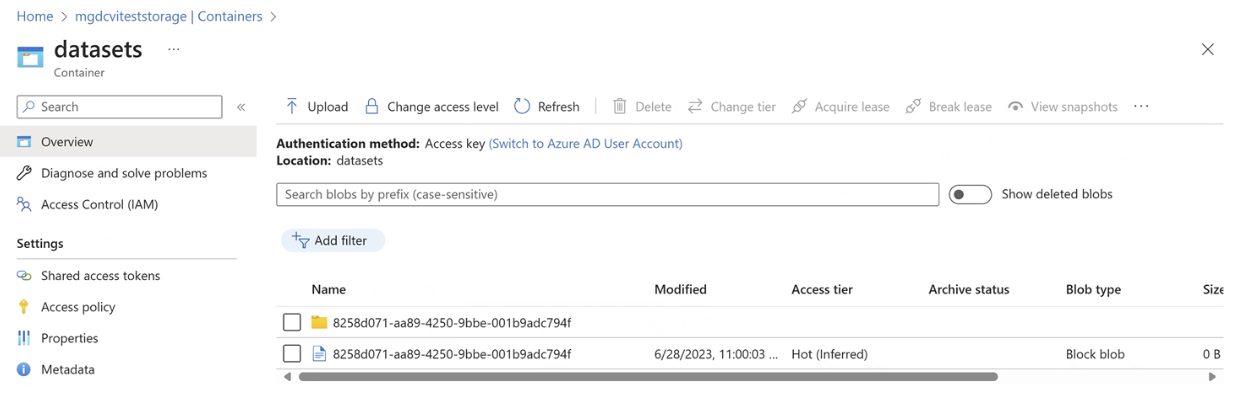 Home > mgdcviteststorage | Containers >
datasets ...
Container
Search «
Overview
Diagnose and solve problems
Access Control (IAM)
Settings
Shared access tokens
Access policy
Properties
Metadata
Upload Change access level Refresh Delete Change tier Acquire lease Break lease View snapshots ...
Authentication method: Access key (Switch to Azure AD User Account)
Location: datasets
Search blobs by prefix (case-sensitive) Show deleted blobs
Add filter
Name Modified Access tier Archive status Blob type Size
8258d071-aa89-4250-9bbe-001b9adc794f
8258d071-aa89-4250-9bbe-001b9adc794f 6/28/2023, 11:00:03 ... Hot (Inferred) Block blob 0 B